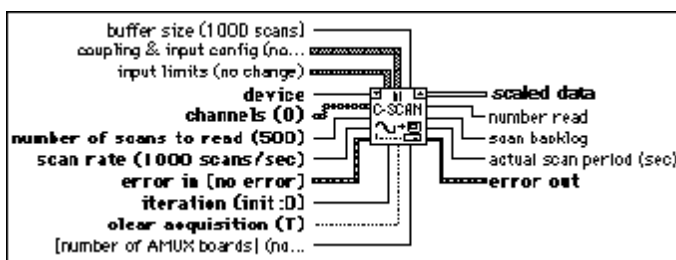 buffer size (1000 scans)
coupling & input config (no...
input limits (no change)
device
channels (0)
number of scans to read (500)
scan rate (1000 scans/sec)
error in [no error]
iteration (init:0)
clear acquisition (T)
[number of AMUX boards] (no...
AI
C-SCAN
scaled data
number read
scan backlog
actual scan period (sec)
error out